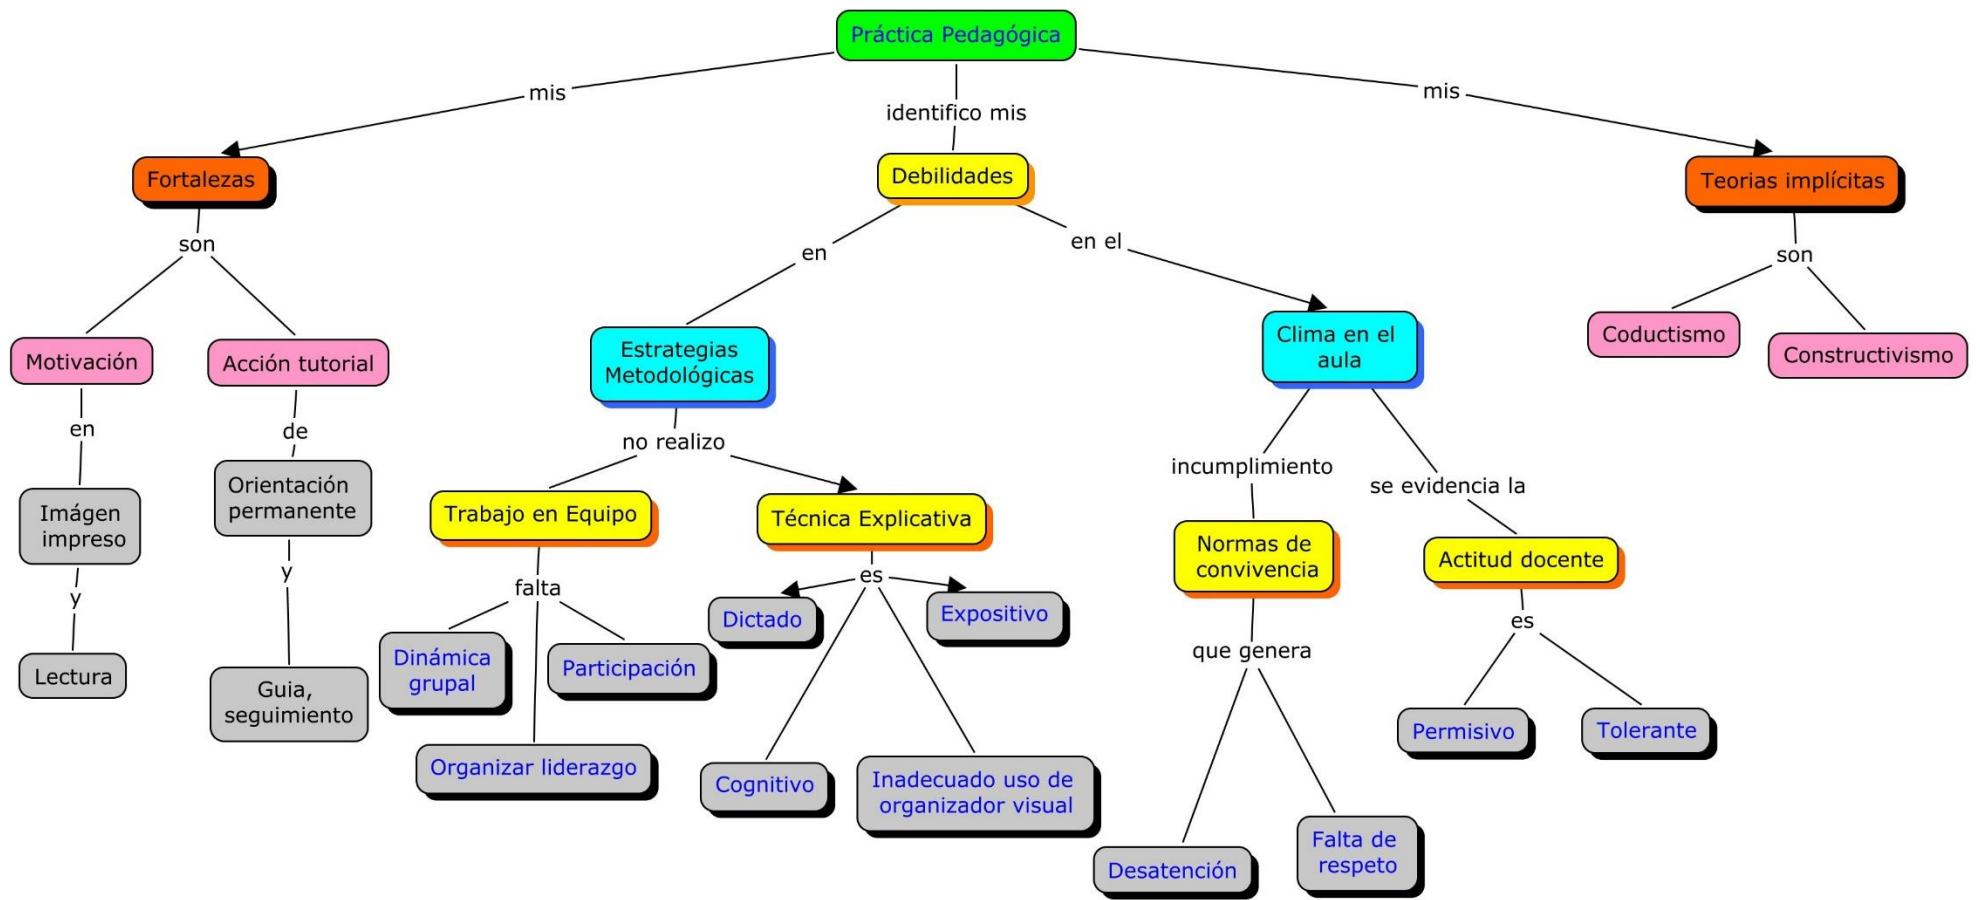 Práctica Pedagógica
mis
identifico mis
mis
Fortalezas
Debilidades
Teorias implícitas
son
en
en el
son
Motivación
Acción tutorial
Estrategias
Metodológicas
Clima en el
aula
Coductismo
Constructivismo
en
de
no realizo
incumplimiento
se evidencia la
Imágen
impreso
Orientación
permanente
Trabajo en Equipo
Técnica Explicativa
Normas de
convivencia
Actitud docente
y
y
falta
es
que genera
es
Lectura
Guia,
seguimiento
Dinámica
grupal
Participación
Organizar liderazgo
Dictado
Expositivo
Cognitivo
Inadecuado uso de
organizador visual
Desatención
Falta de
respeto
Permisivo
Tolerante